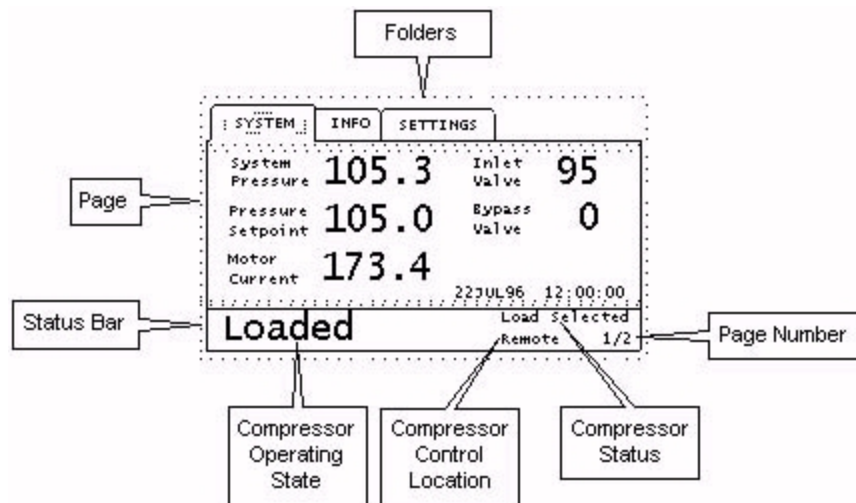 Folders
SYSTEM INFO SETTINGS
System Pressure 105.3 Inlet Valve 95
Page
Pressure Setpoint 105.0 Bypass Valve 0
Motor Current 173.4
22JUL96 12:00:00
Status Bar
Loaded
Load Selected
Remote 1/2
Page Number
Compressor Operating State
Compressor Control Location
Compressor Status